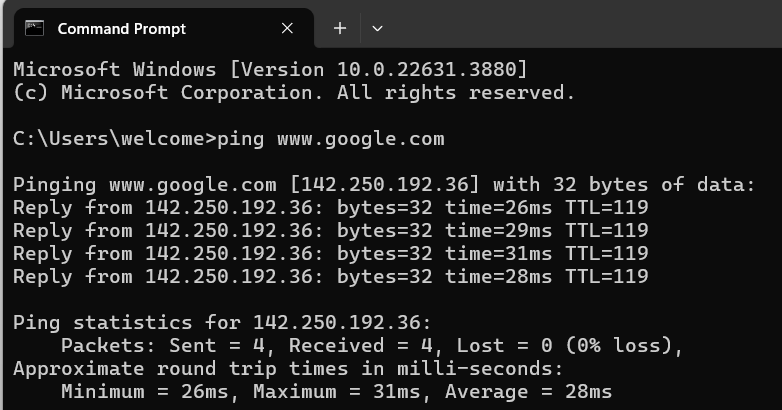 Command Prompt
Microsoft Windows [Version 10.0.22631.3880]
(c) Microsoft Corporation. All rights reserved.
C:\Users\welcome>ping www.google.com
Pinging www.google.com [142.250.192.36] with 32 bytes of data:
Reply from 142.250.192.36: bytes=32 time=26ms TTL=119
Reply from 142.250.192.36: bytes=32 time=29ms TTL=119
Reply from 142.250.192.36: bytes=32 time=31ms TTL=119
Reply from 142.250.192.36: bytes=32 time=28ms TTL=119
Ping statistics for 142.250.192.36:
    Packets: Sent = 4, Received = 4, Lost = 0 (0% loss),
Approximate round trip times in milli-seconds:
    Minimum = 26ms, Maximum = 31ms, Average = 28ms